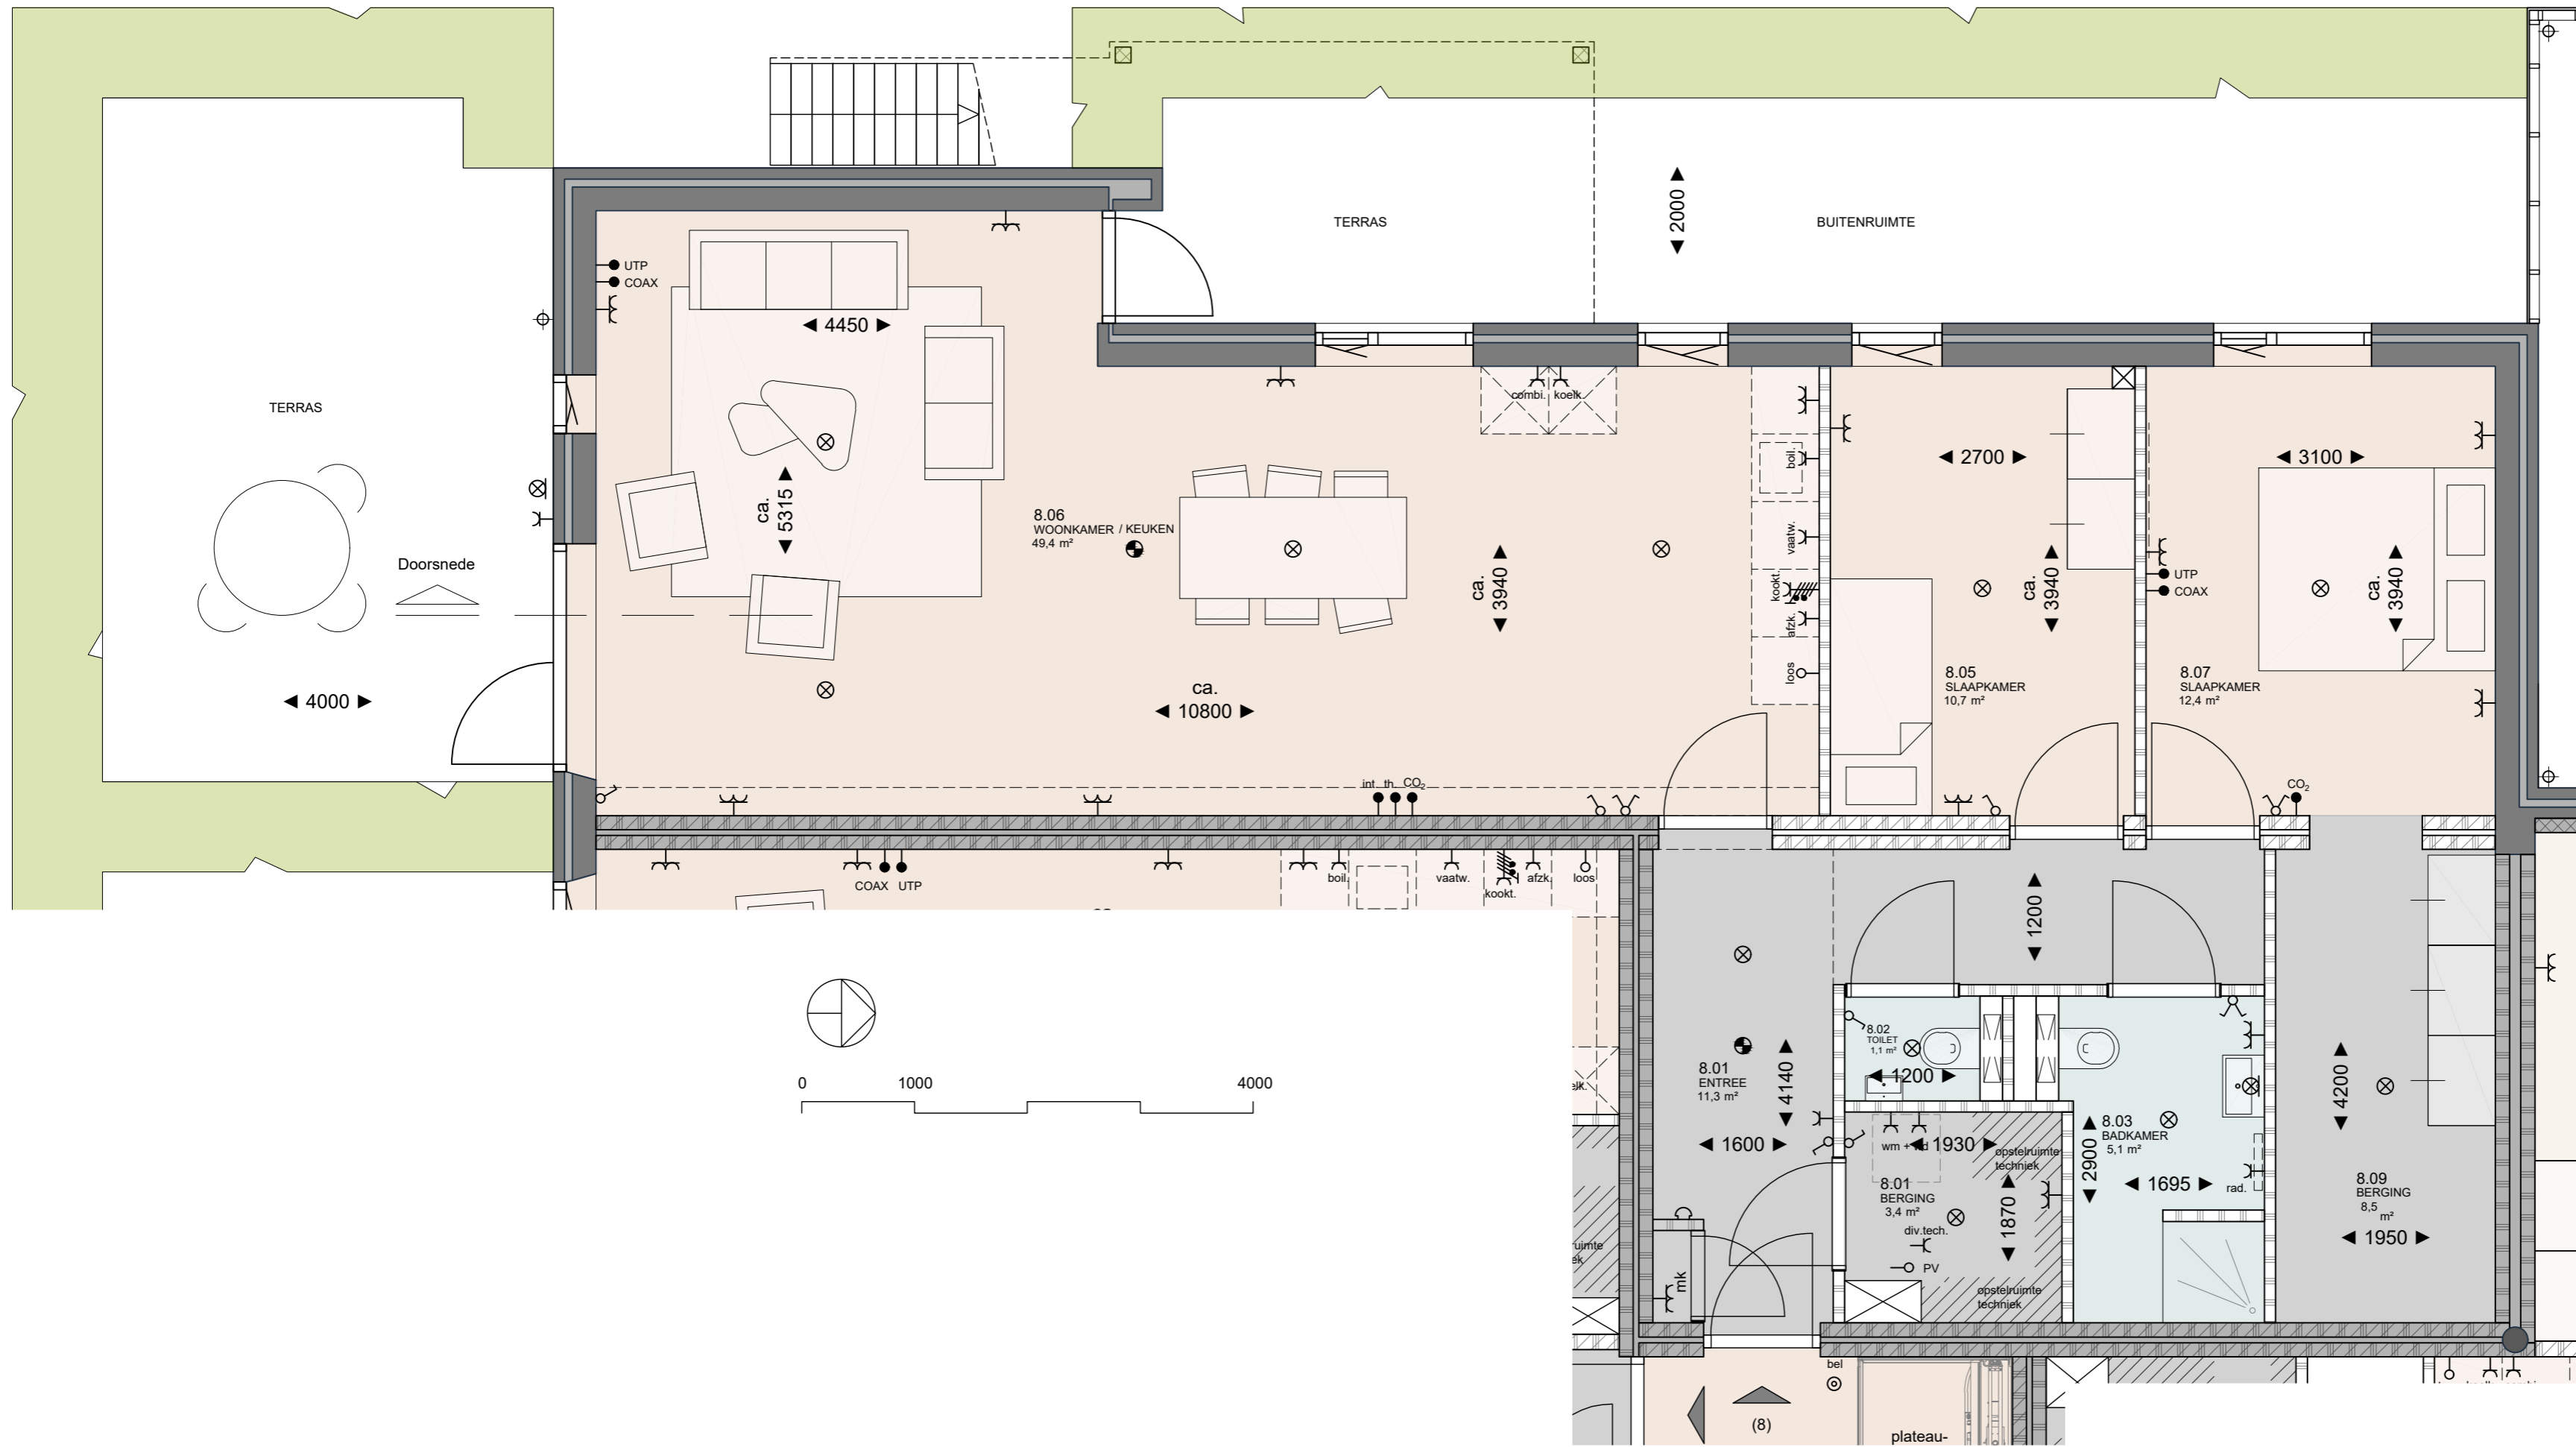 TERRAS
BUITENRUIMTE
2000
UTP
COAX
4450
TERRAS
combi.
koelk.
boil.
2700
3100
ca.
5315
8.06
WOONKAMER / KEUKEN
49,4 m²
vaatw.
Doorsnede
ca.
3940
kookt.
afzk.
ca.
3940
UTP
COAX
ca.
3940
loos
8.05
SLAAPKAMER
10,7 m²
8.07
SLAAPKAMER
12,4 m²
4000
ca.
10800
int.
th.
CO2
CO2
COAX
UTP
boil.
vaatw.
kookt.
afzk.
loos
1200
0
1000
4000
elk.
8.01
ENTREE
11,3 m²
4140
1600
8.02
TOILET
1,1 m²
1200
wm +
1930
opstelruimte
techniek
8.01
BERGING
3,4 m²
1870
div.tech.
PV
opstelruimte
techniek
2900
8.03
BADKAMER
5,1 m²
1695
rad.
4200
8.09
BERGING
8,5
m²
1950
ruimte
ek
mk
bel
(8)
plateau-